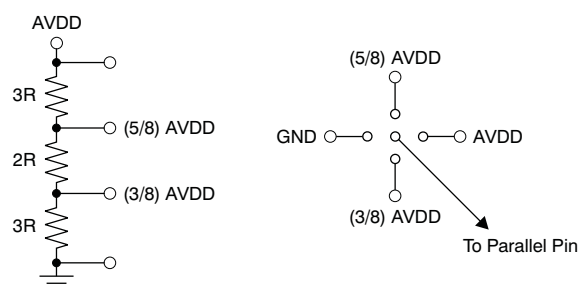 AVDD
3R
(5/8) AVDD
2R
(3/8) AVDD
3R
(5/8) AVDD
GND
AVDD
(3/8) AVDD
To Parallel Pin